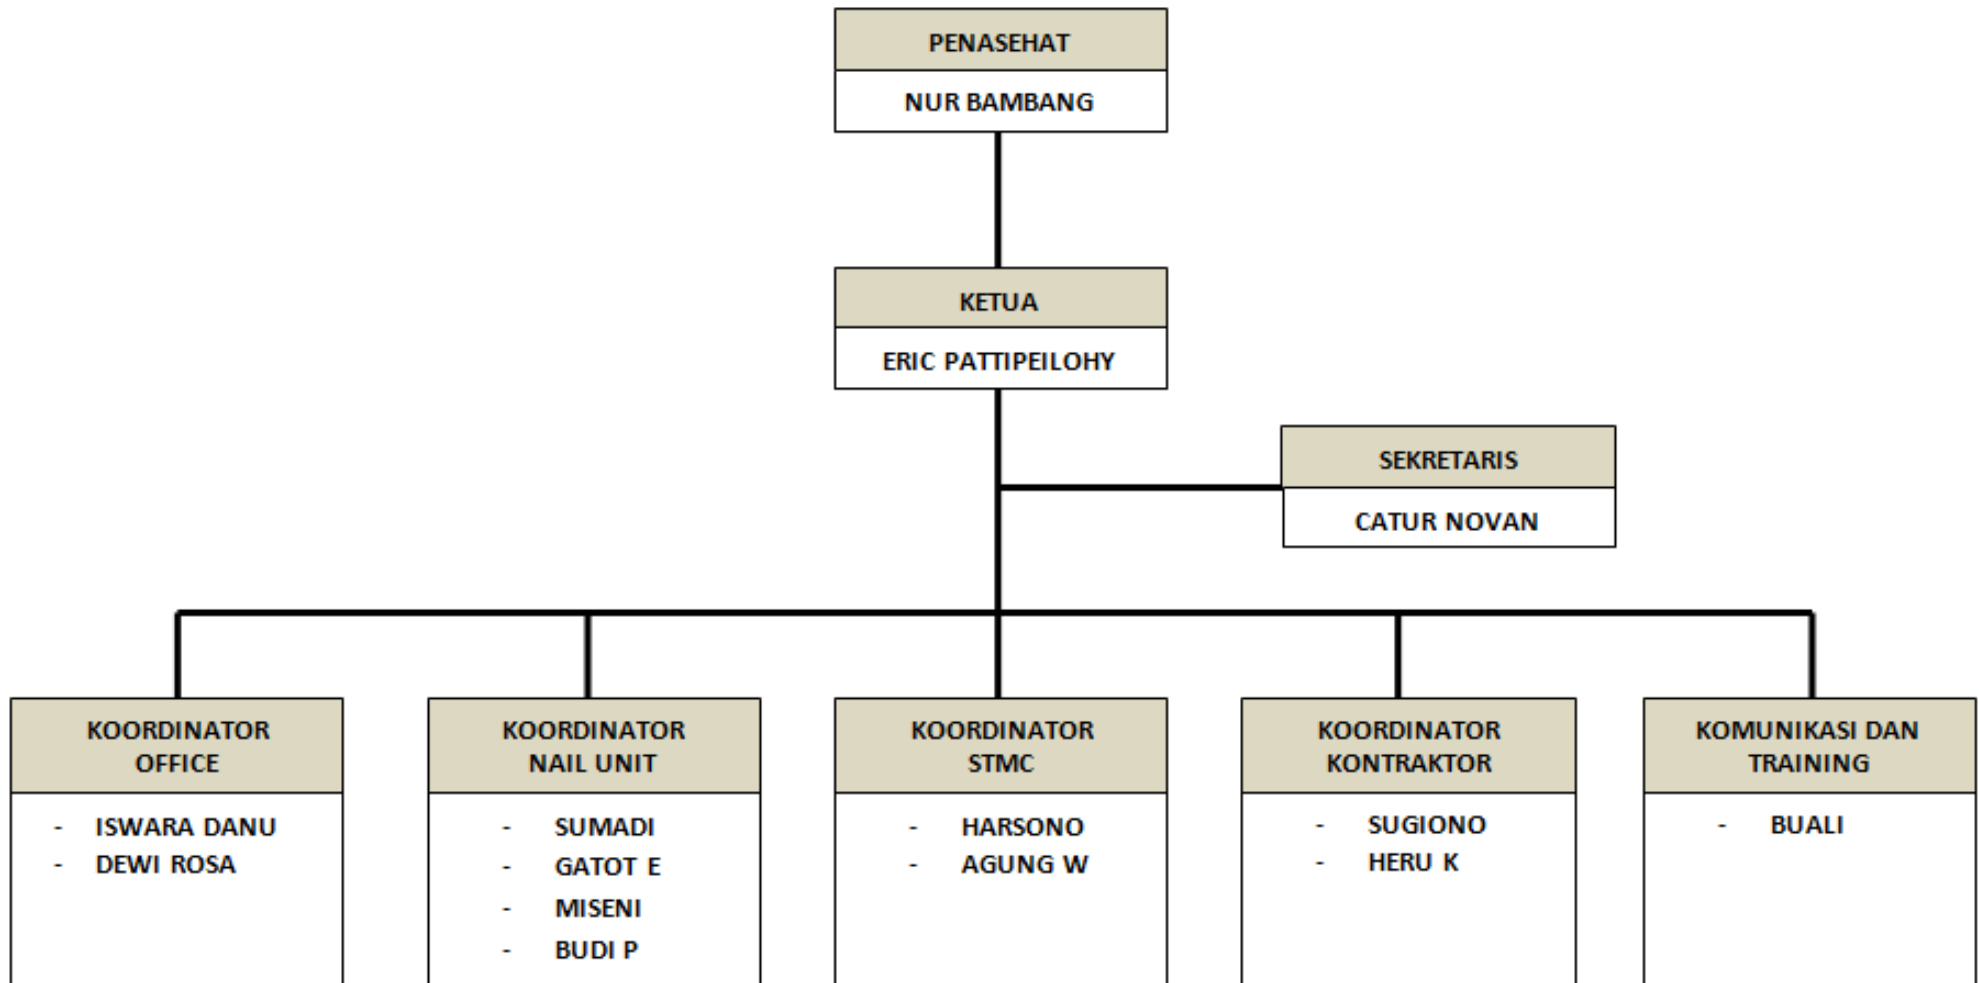 PENASEHAT
NUR BAMBANG
KETUA
ERIC PATTIPEILOHY
SEKRETARIS
CATUR NOVAN
KOORDINATOR
OFFICE
- ISWARA DANU
- DEWI ROSA
KOORDINATOR
NAIL UNIT
- SUMADI
- GATOT E
- MISENI
- BUDI P
KOORDINATOR
STMC
- HARSONO
- AGUNG W
KOORDINATOR
KONTRAKTOR
- SUGIONO
- HERU K
KOMUNIKASI DAN
TRAINING
- BUALI